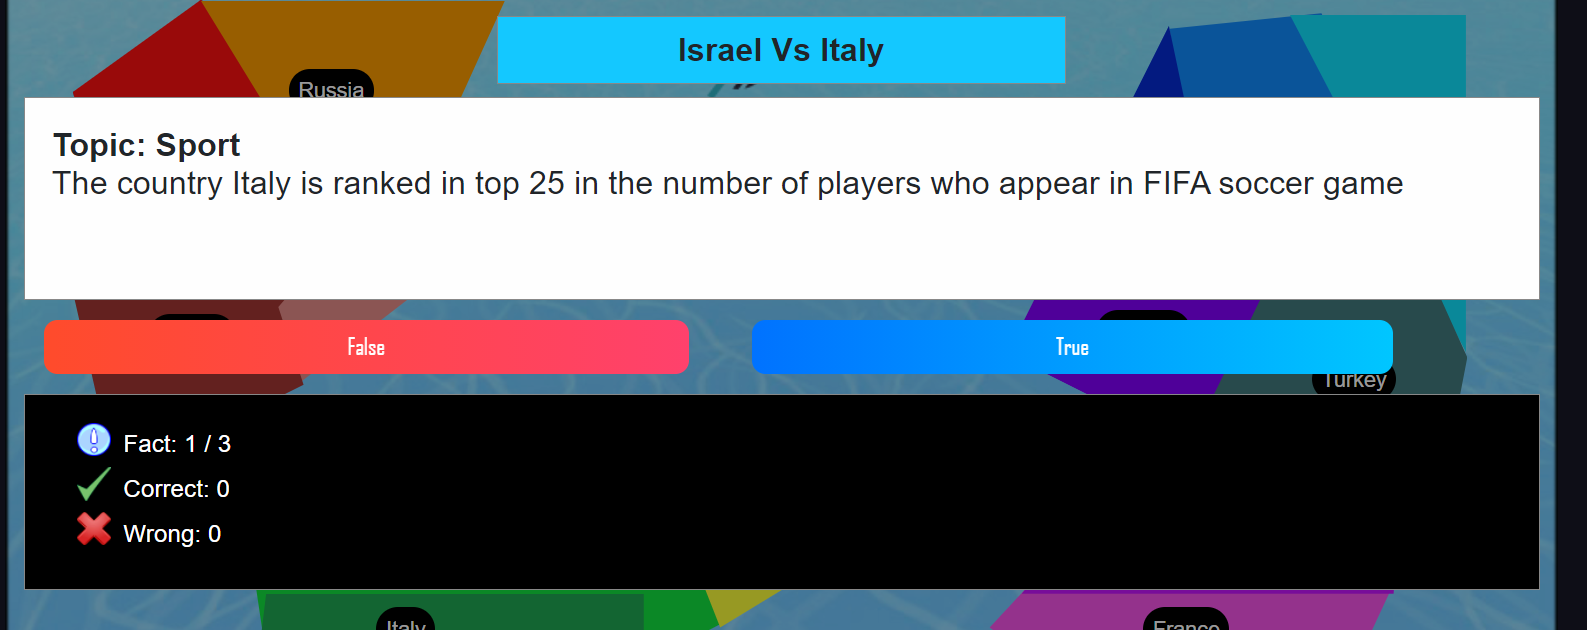 Israel Vs Italy
Russia
Topic: Sport
The country Italy is ranked in top 25 in the number of players who appear in FIFA soccer game
False
True
Turkey
Fact: 1 / 3
Correct: 0
Wrong: 0
Italy
France